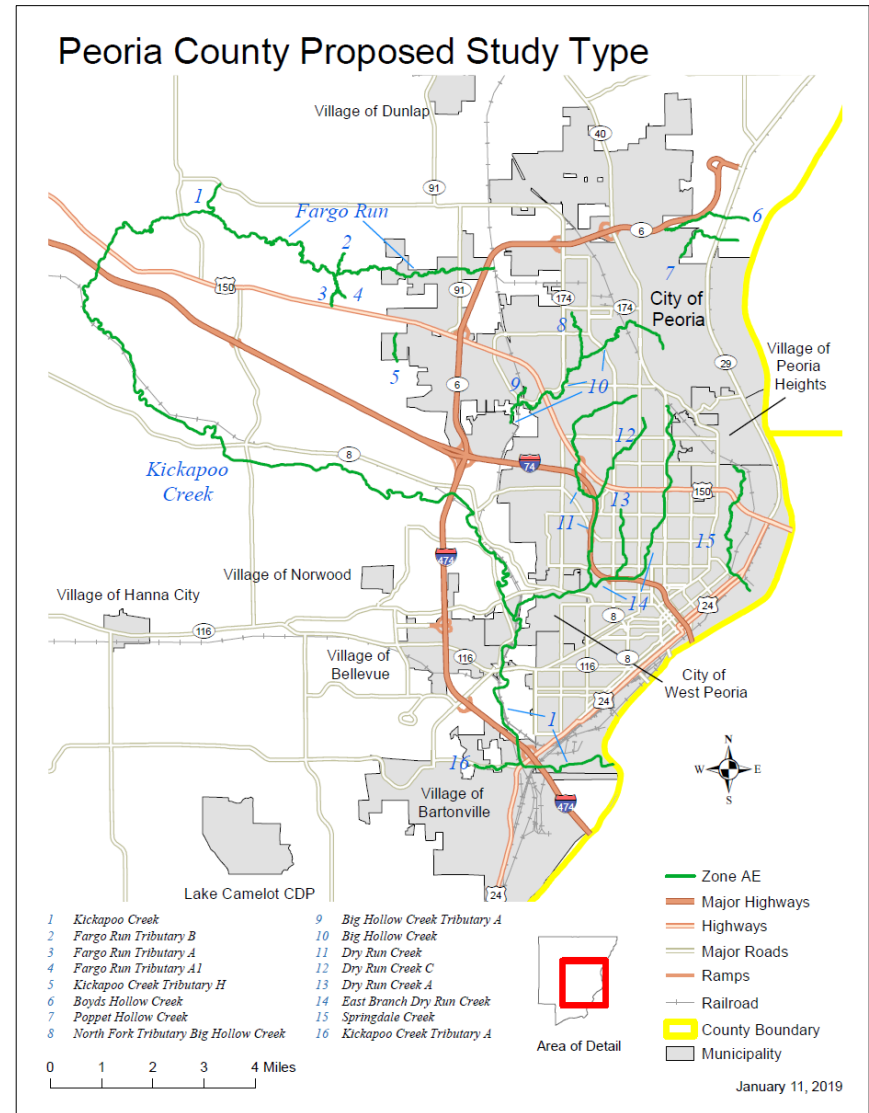 Peoria County Proposed Study Type
Village of Dunlap
40
91
1
Fargo Run
6
6
2
7
150
91
174
City of
Peoria
3
4
174
8
5
29
Village of
Peoria
Heights
6
9
10
12
8
Kickapoo
Creek
74
13
150
11
15
474
Village of Norwood
14
24
Village of Hanna City
8
116
Village of
Bellevue
116
116
8
City of
West Peoria
24
1
N
W
E
S
16
Village of
Bartonville
474
Lake Camelot CDP
24
1 Kickapoo Creek
2 Fargo Run Tributary B
3 Fargo Run Tributary A
4 Fargo Run Tributary A1
5 Kickapoo Creek Tributary H
6 Boyds Hollow Creek
7 Poppet Hollow Creek
8 North Fork Tributary Big Hollow Creek
9 Big Hollow Creek Tributary A
10 Big Hollow Creek
11 Dry Run Creek
12 Dry Run Creek C
13 Dry Run Creek A
14 East Branch Dry Run Creek
15 Springdale Creek
16 Kickapoo Creek Tributary A
0 1 2 3 4 Miles
Area of Detail
Zone AE
Major Highways
Highways
Major Roads
Ramps
Railroad
County Boundary
Municipality
January 11, 2019